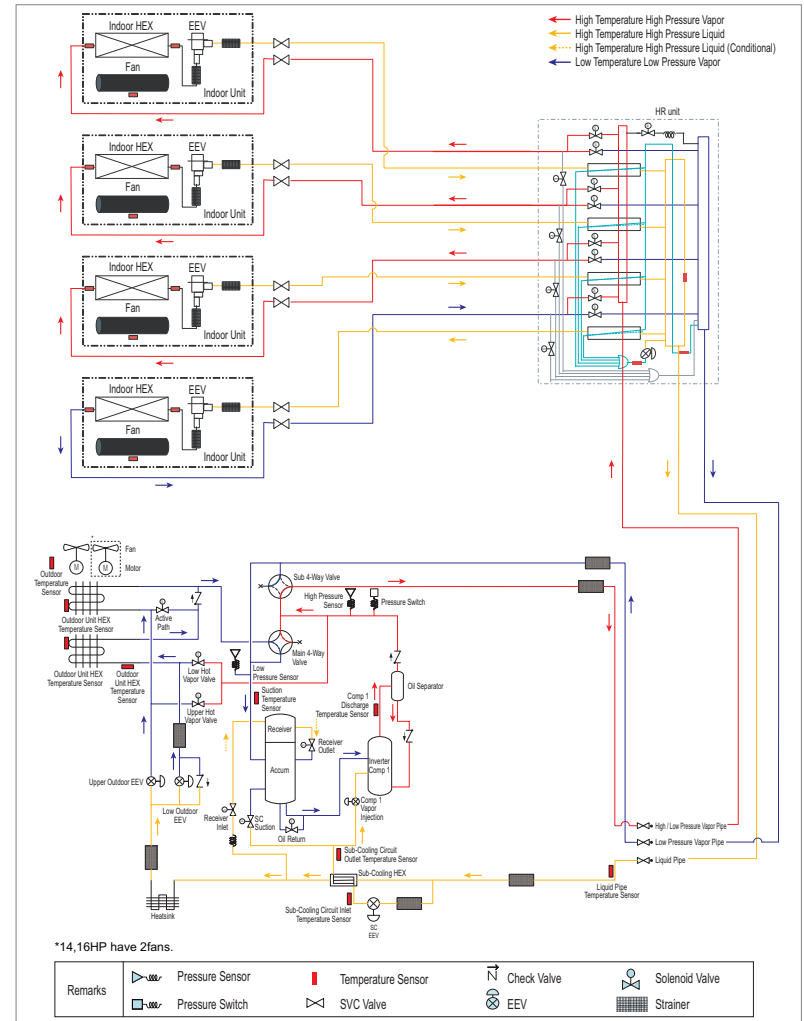 High Temperature High Pressure Vapor
High Temperature High Pressure Liquid
High Temperature High Pressure Liquid (Conditional)
Low Temperature Low Pressure Vapor
Indoor HEX
EEV
Fan
Indoor Unit
HR unit
Indoor HEX
EEV
Fan
Indoor Unit
Indoor HEX
EEV
Fan
Indoor Unit
Indoor HEX
EEV
Fan
Indoor Unit
*
Fan
M
M
Motor
Outdoor
Temperature
Sensor
Sub 4-Way Valve
High Pressure
Sensor
Pressure Switch
Outdoor Unit HEX
Temperature Sensor
Active
Path
Main 4-Way
Valve
Outdoor Unit HEX
Temperature Sensor
Outdoor
Unit HEX
Temperature
Sensor
Low Hot
Vapor Valve
Low
Pressure Sensor
Suction
Temperature
Sensor
Upper Hot
Vapor Valve
Comp 1
Discharge
Temperatue Sensor
Oil Separator
Receiver
Receiver
Outlet
Accum
Inverter
Comp 1
Upper Outdoor EEV
Low Outdoor
EEV
Receiver
Inlet
SC
Suction
Oil Return
Comp 1
Vapor
Injection
High / Low Pressure Vapor Pipe
Low Pressure Vapor Pipe
Liquid Pipe
Sub-Cooling Circuit
Outlet Temperature Sensor
Sub-Cooling HEX
Liquid Pipe
Temperature Sensor
Heatsink
Sub-Cooling Circuit Inlet
Temperature Sensor
SC
EEV
*14,16HP have 2fans.
Remarks
Pressure Sensor
Temperature Sensor
Check Valve
Solenoid Valve
Pressure Switch
SVC Valve
EEV
Strainer